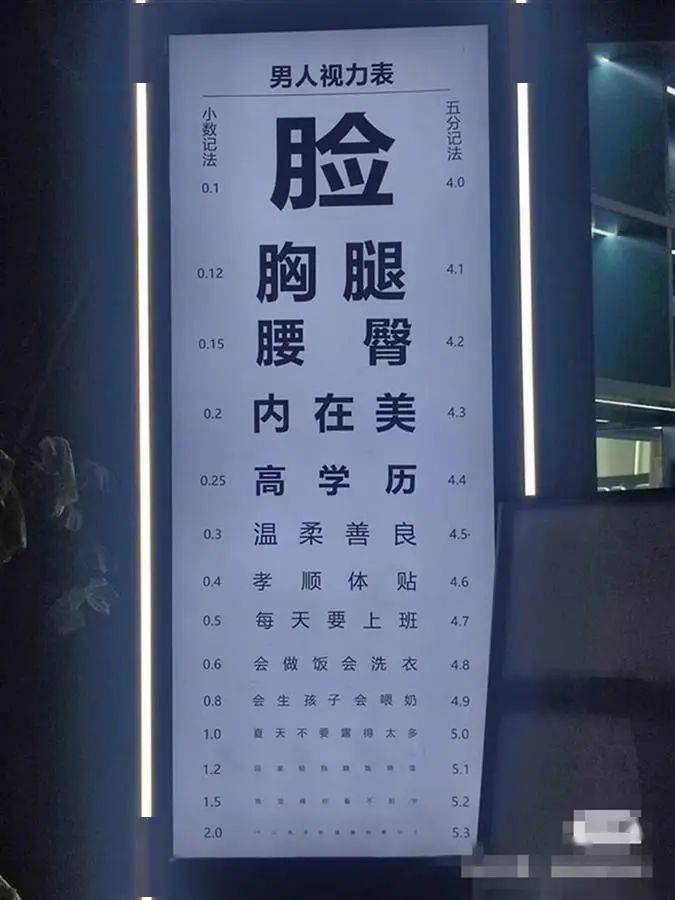 男人视力表
小数记法 五分记法
0.1 脸 4.0
0.12 胸 腿 4.1
0.15 腰 臀 4.2
0.2 内 在 美 4.3
0.25 高 学 历 4.4
0.3 温 柔 善 良 4.5
0.4 孝 顺 体 贴 4.6
0.5 每 天 要 上 班 4.7
0.6 会 做 饭 会 洗 衣 4.8
0.8 会 生 孩 子 会 喂 奶 4.9
1.0 夏 天 不 要 露 得 太 多 5.0
1.2 5.1
1.5 5.2
2.0 5.3